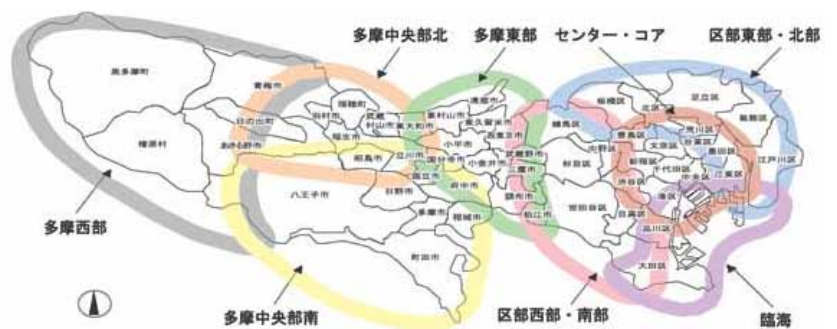 多摩中央部北
多摩東部
センター・コア
区部東部・北部
奥多摩町
青梅市
瑞穂町
清瀬市
板橋区
北区
足立区
日の出町
羽村市
武蔵村山市
東大和市
東村山市
東久留米市
練馬区
豊島区
荒川区
葛飾区
檜原村
あきる野市
福生市
小平市
西東京市
文京区
台東区
墨田区
昭島市
立川市
国分寺市
小金井市
武蔵野市
三鷹市
杉並区
中野区
新宿区
千代田区
中央区
江東区
江戸川区
国立市
府中市
調布市
渋谷区
港区
八王子市
日野市
狛江市
世田谷区
目黒区
品川区
多摩市
稲城市
町田市
大田区
多摩西部
多摩中央部南
区部西部・南部
臨海